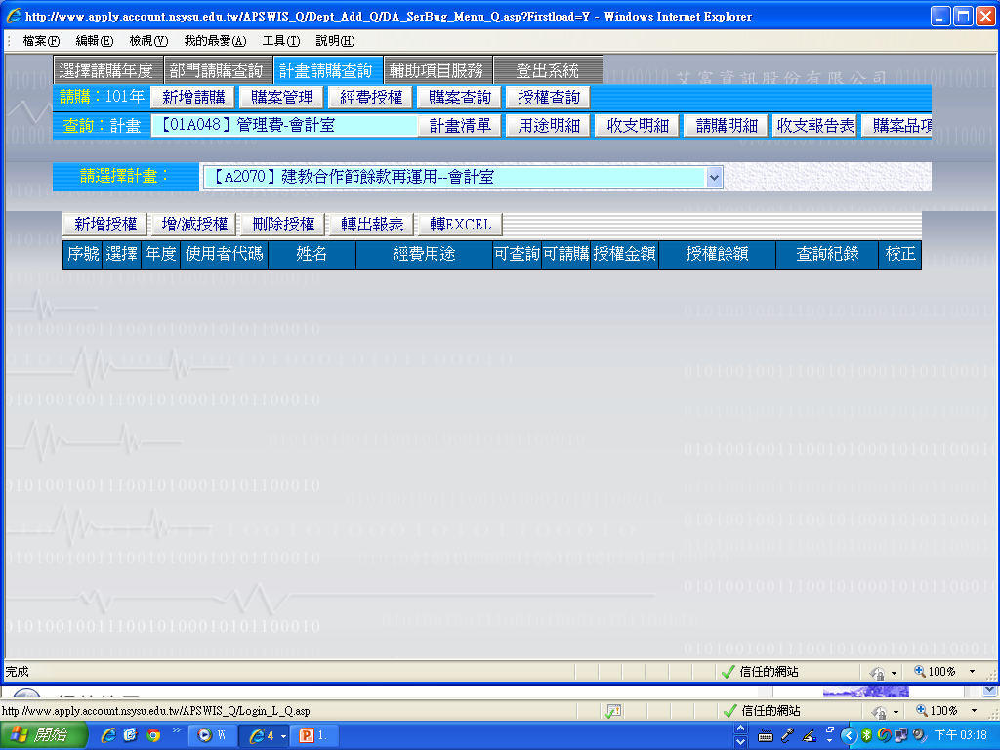 http://www.apply.account.nsysu.edu.tw/APSWIS_Q/Dept_Add_Q/DA_SerBug_Menu_Q.asp?Firstload=Y - Windows Internet Explorer
檔案(F) 編輯(E) 檢視(V) 我的最愛(A) 工具(T) 說明(H)
選擇請購年度 部門請購查詢 計畫請購查詢 輔助項目服務 登出系統
艾富資訊股份有限公司
請購：101年 新增請購 購案管理 經費授權 購案查詢 授權查詢
查詢：計畫 【01A048】管理費-會計室 計畫清單 用途明細 收支明細 請購明細 收支報告表 購案品項
請選擇計畫： 【A2070】建教合作節餘款再運用--會計室
新增授權 增/減授權 刪除授權 轉出報表 轉EXCEL
序號 選擇 年度 使用者代碼 姓名 經費用途 可查詢 可請購 授權金額 授權餘額 查詢紀錄 校正
完成 信任的網站 100%
http://www.apply.account.nsysu.edu.tw/APSWIS_Q/Login_L_Q.asp 信任的網站 100%
開始 W 4 1. 下午 03:18